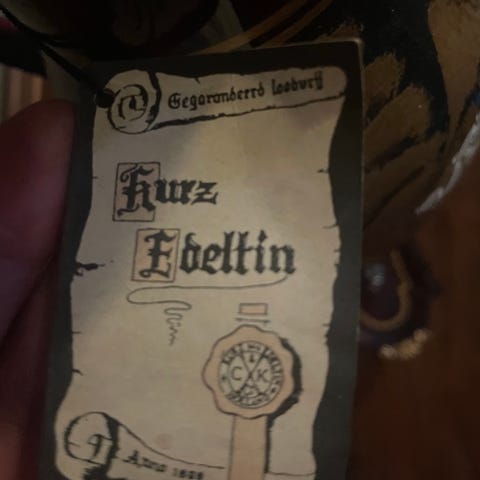 Gegarandeerd loodvrij
Kurz
Edeltin
C K
Anno